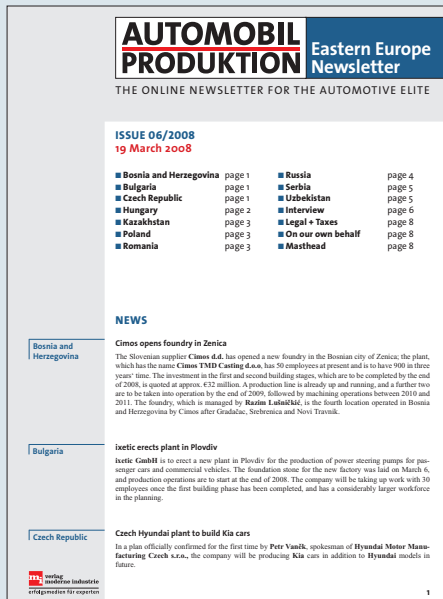 AUTOMOBIL
PRODUKTION
Eastern Europe
Newsletter
THE ONLINE NEWSLETTER FOR THE AUTOMOTIVE ELITE
ISSUE 06/2008
19 March 2008
■ Bosnia and Herzegovina page 1
■ Bulgaria page 1
■ Czech Republic page 1
■ Hungary page 2
■ Kazakhstan page 3
■ Poland page 3
■ Romania page 3
■ Russia page 4
■ Serbia page 5
■ Uzbekistan page 5
■ Interview page 6
■ Legal + Taxes page 8
■ On our own behalf page 8
■ Masthead page 8
NEWS
Bosnia and
Herzegovina
Cimos opens foundry in Zenica
The Slovenian supplier Cimos d.d. has opened a new foundry in the Bosnian city of Zenica; the plant,
which has the name Cimos TMD Casting d.o.o, has 50 employees at present and is to have 900 in three
years' time. The investment in the first and second building stages, which are to be completed by the end
of 2008, is quoted at approx. €32 million. A production line is already up and running, and a further two
are to be taken into operation by the end of 2009, followed by machining operations between 2010 and
2011. The foundry, which is managed by Razim Lušničkić, is the fourth location operated in Bosnia
and Herzegovina by Cimos after Gradačac, Srebrenica and Novi Travnik.
Bulgaria
ixetic erects plant in Plovdiv
ixetic GmbH is to erect a new plant in Plovdiv for the production of power steering pumps for pas-
senger cars and commercial vehicles. The foundation stone for the new factory was laid on March 6,
and production operations are to start at the end of 2008. The company will be taking up work with 30
employees once the first building phase has been completed, and has a considerably larger workforce
in the planning.
Czech Republic
Czech Hyundai plant to build Kia cars
In a plan officially confirmed for the first time by Petr Vaněk, spokesman of Hyundai Motor Manu-
facturing Czech s.r.o., the company will be producing Kia cars in addition to Hyundai models in
future.
mi verlag
moderne industrie
erfolgsmedien für experten
1